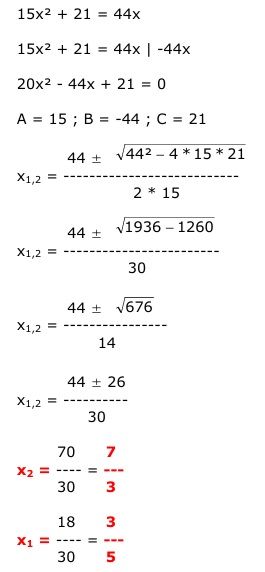 15x² + 21 = 44x
15x² + 21 = 44x | -44x
20x² - 44x + 21 = 0
A = 15 ; B = -44 ; C = 21
44 ± √44² – 4 * 15 * 21
x₁,₂ = ----------------------------
2 * 15
44 ± √1936 – 1260
x₁,₂ = -------------------------
30
44 ± √676
x₁,₂ = -----------------
14
44 ± 26
x₁,₂ = ----------
30
70 7
x₂ = ---- = ---
30 3
18 3
x₁ = ---- = ---
30 5